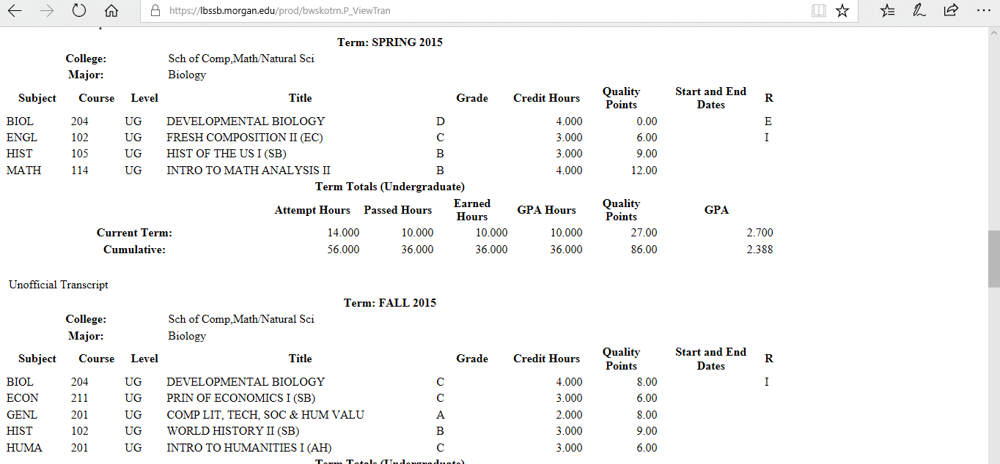 https://lbssb.morgan.edu/prod/bwskotrn.P_ViewTran
Term: SPRING 2015
College: Sch of Comp,Math/Natural Sci
Major: Biology
Subject Course Level Title Grade Credit Hours Quality Points Start and End Dates R
BIOL 204 UG DEVELOPMENTAL BIOLOGY D 4.000 0.00 E
ENGL 102 UG FRESH COMPOSITION II (EC) C 3.000 6.00 I
HIST 105 UG HIST OF THE US I (SB) B 3.000 9.00
MATH 114 UG INTRO TO MATH ANALYSIS II B 4.000 12.00
Term Totals (Undergraduate)
Attempt Hours Passed Hours Earned Hours GPA Hours Quality Points GPA
Current Term: 14.000 10.000 10.000 10.000 27.00 2.700
Cumulative: 56.000 36.000 36.000 36.000 86.00 2.388
Unofficial Transcript
Term: FALL 2015
College: Sch of Comp,Math/Natural Sci
Major: Biology
Subject Course Level Title Grade Credit Hours Quality Points Start and End Dates R
BIOL 204 UG DEVELOPMENTAL BIOLOGY C 4.000 8.00 I
ECON 211 UG PRIN OF ECONOMICS I (SB) C 3.000 6.00
GENL 201 UG COMP LIT, TECH, SOC & HUM VALU A 2.000 8.00
HIST 102 UG WORLD HISTORY II (SB) B 3.000 9.00
HUMA 201 UG INTRO TO HUMANITIES I (AH) C 3.000 6.00
Term Totals (Undergraduate)